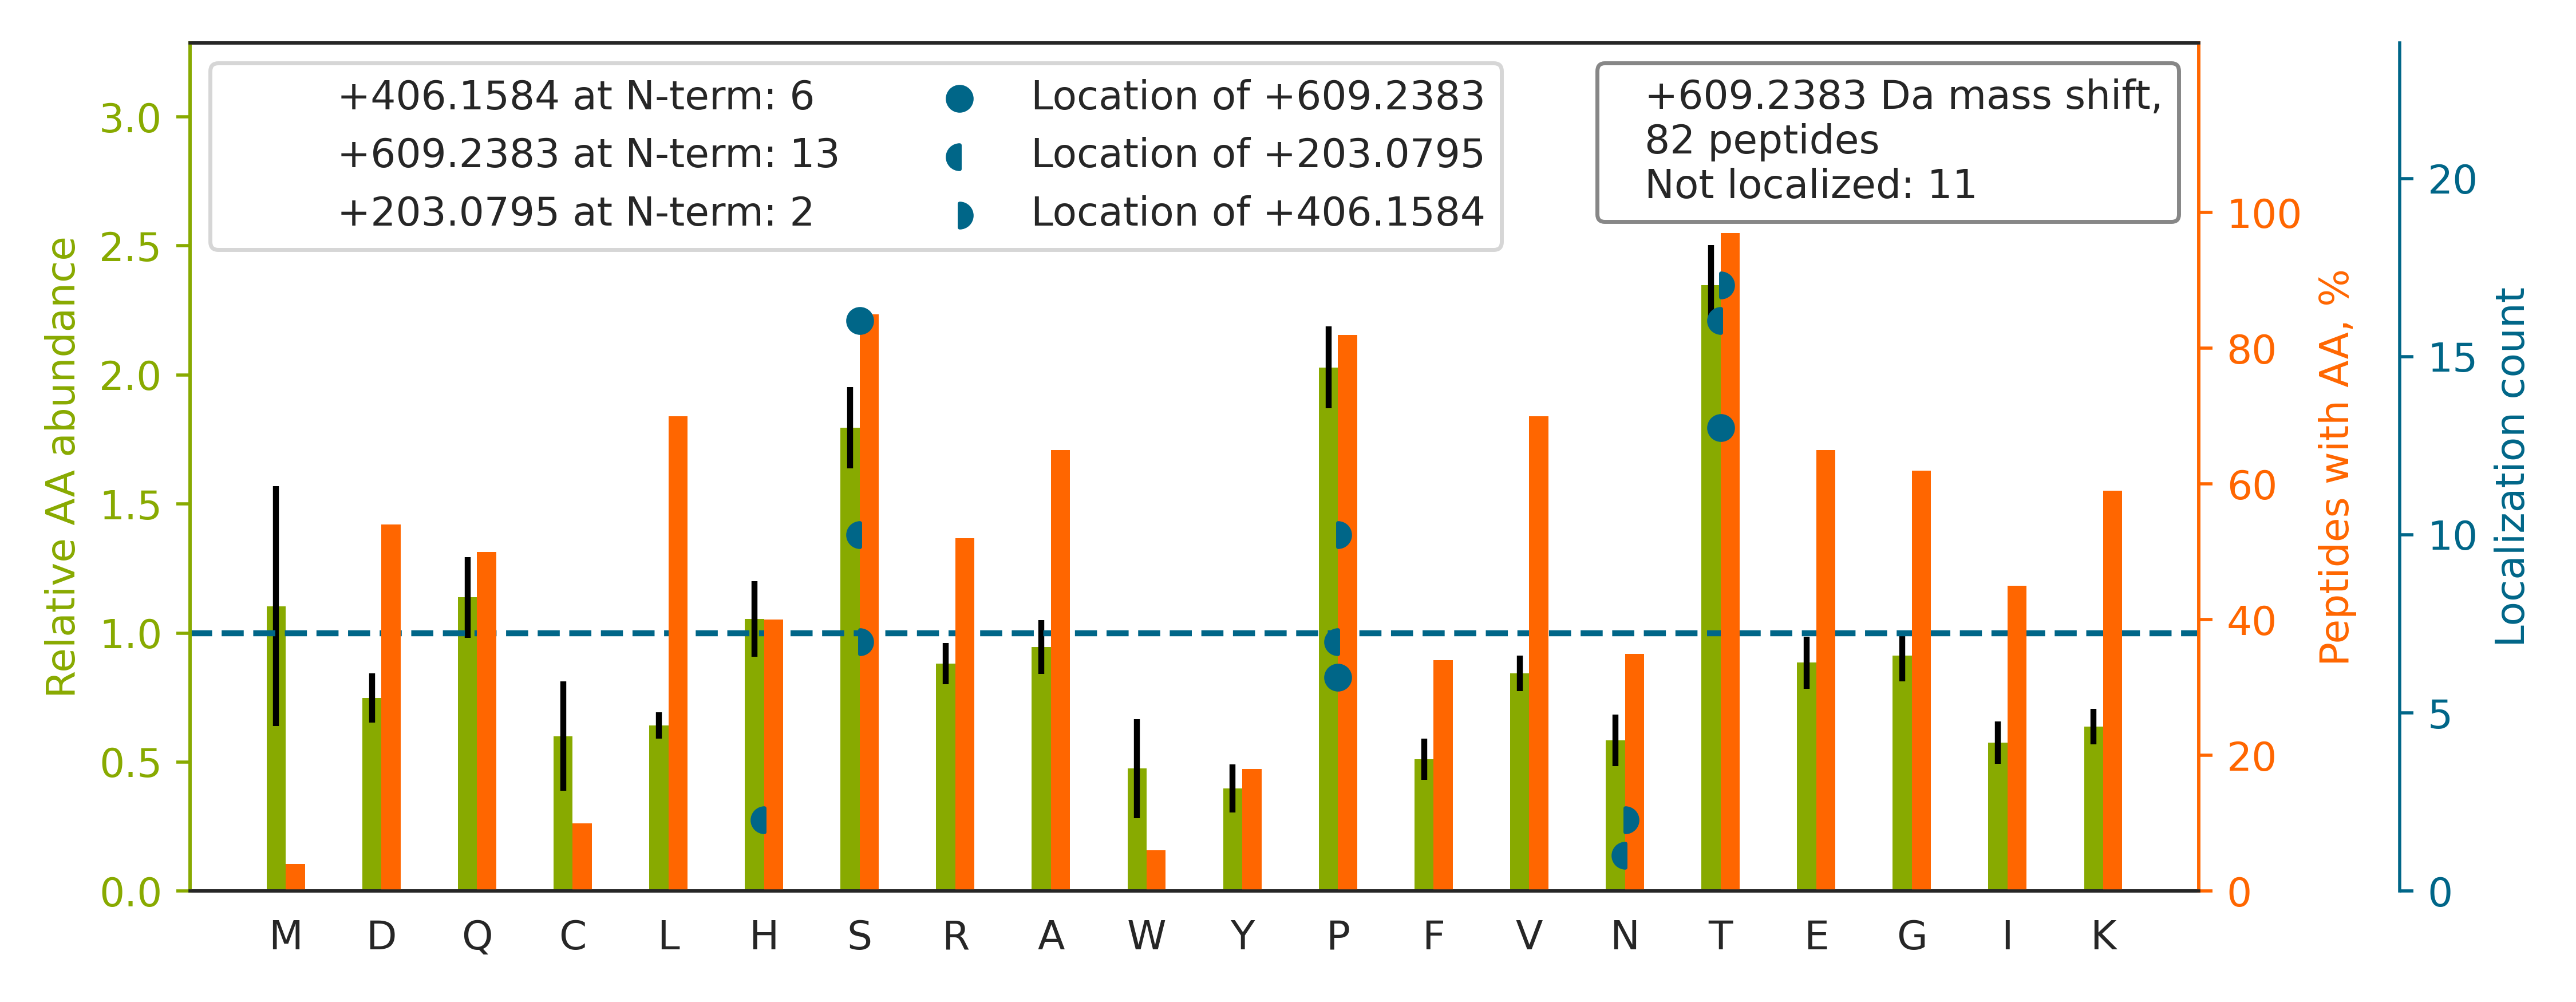 +406.1584 at N-term: 6
+609.2383 at N-term: 13
+203.0795 at N-term: 2
Location of +609.2383
Location of +203.0795
Location of +406.1584
+609.2383 Da mass shift,
82 peptides
Not localized: 11
Relative AA abundance
3.0
2.5
2.0
1.5
1.0
0.5
0.0
100
80
60
40
20
0
Peptides with AA, %
20
15
10
5
0
Localization count
M D Q C L H S R A W Y P F V N T E G I K